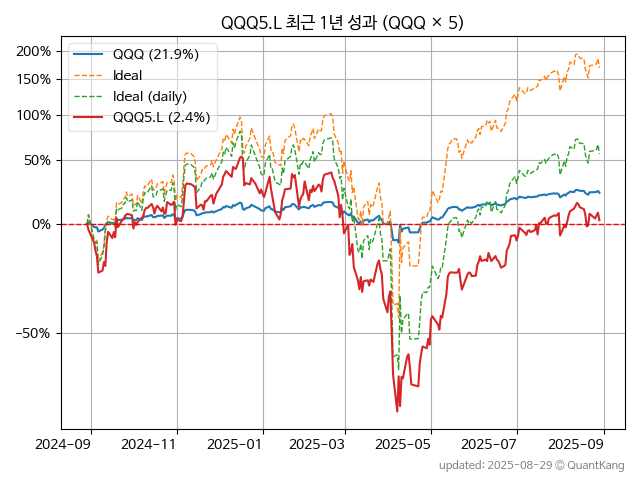 QQQ5.L 최근 1년 성과 (QQQ × 5)
QQQ (21.9%)
Ideal
Ideal (daily)
QQQ5.L (2.4%)
200%
150%
100%
50%
0%
−50%
2024-09
2024-11
2025-01
2025-03
2025-05
2025-07
2025-09
updated: 2025-08-29 © QuantKang